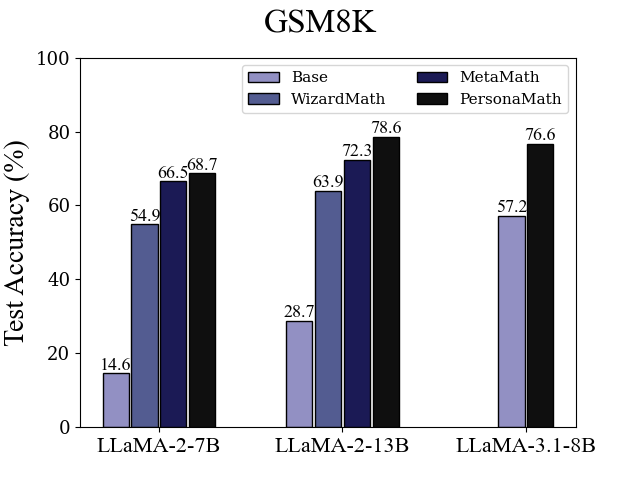 GSM8K
Test Accuracy (%)
100
80
60
40
20
0
Base
WizardMath
MetaMath
PersonaMath
14.6
54.9
66.5
68.7
28.7
63.9
72.3
78.6
57.2
76.6
LLaMA-2-7B
LLaMA-2-13B
LLaMA-3.1-8B